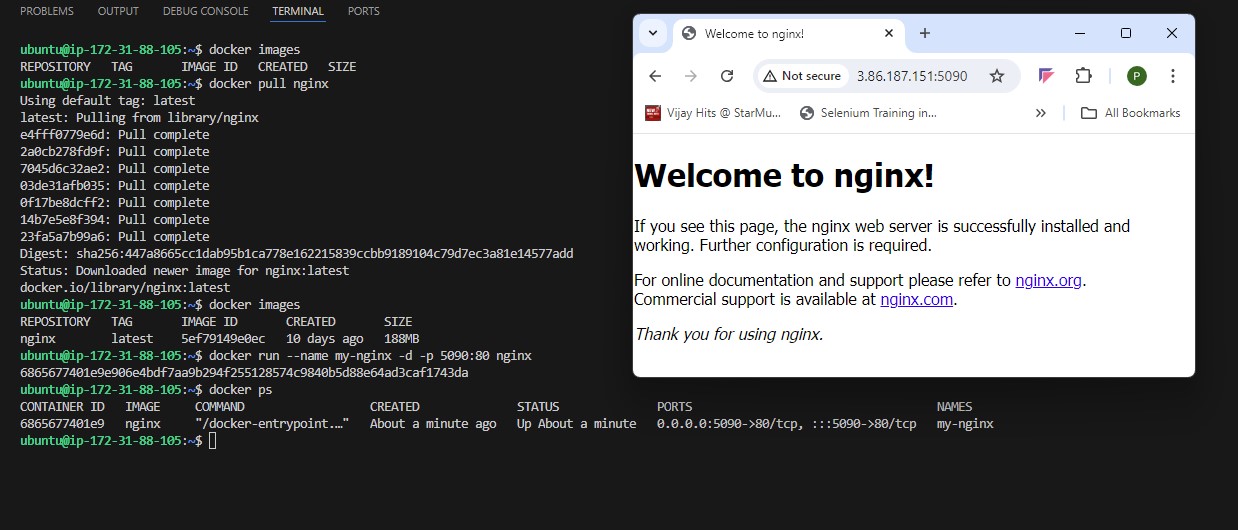 PROBLEMS OUTPUT DEBUG CONSOLE TERMINAL PORTS
ubuntu@ip-172-31-88-105:~$ docker images
REPOSITORY TAG IMAGE ID CREATED SIZE
ubuntu@ip-172-31-88-105:~$ docker pull nginx
Using default tag: latest
latest: Pulling from library/nginx
e4fff0779e6d: Pull complete
2a0cb278fd9f: Pull complete
7045d6c32ae2: Pull complete
03de31afb035: Pull complete
0f17be8dcff2: Pull complete
14b7e5e8f394: Pull complete
23fa5a7b99a6: Pull complete
Digest: sha256:447a8665cc1dab95b1ca778e162215839ccbb9189104c79d7ec3a81e14577add
Status: Downloaded newer image for nginx:latest
docker.io/library/nginx:latest
ubuntu@ip-172-31-88-105:~$ docker images
REPOSITORY TAG IMAGE ID CREATED SIZE
nginx latest 5ef79149e0ec 10 days ago 188MB
ubuntu@ip-172-31-88-105:~$ docker run --name my-nginx -d -p 5090:80 nginx
6865677401e9e906e4bdf7aa9b294f255128574c9840b5d88e64ad3caf1743da
ubuntu@ip-172-31-88-105:~$ docker ps
CONTAINER ID IMAGE COMMAND CREATED STATUS PORTS NAMES
6865677401e9 nginx "/docker-entrypoint.…" About a minute ago Up About a minute 0.0.0.0:5090->80/tcp, :::5090->80/tcp my-nginx
ubuntu@ip-172-31-88-105:~$
Welcome to nginx!
Not secure 3.86.187.151:5090 P
Vijay Hits @ StarMu... Selenium Training in... All Bookmarks
Welcome to nginx!
If you see this page, the nginx web server is successfully installed and
working. Further configuration is required.
For online documentation and support please refer to nginx.org.
Commercial support is available at nginx.com.
Thank you for using nginx.